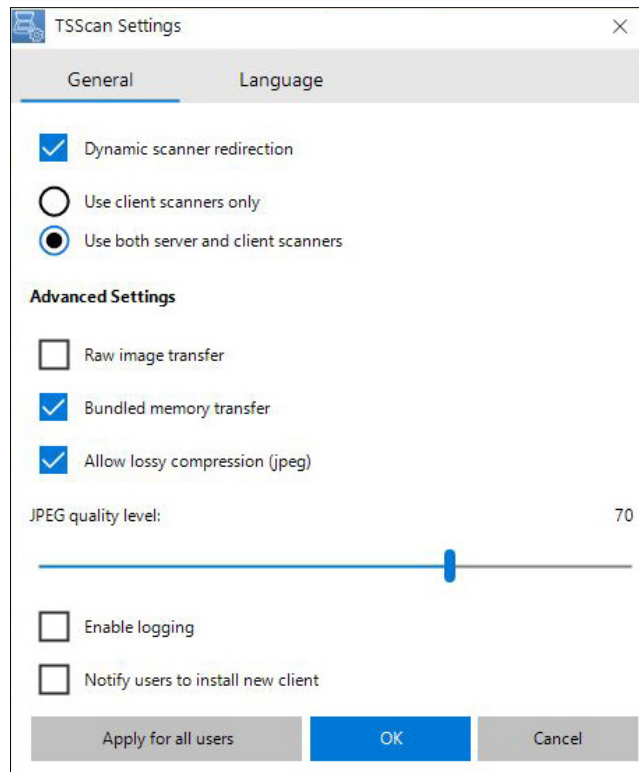 TSScan Settings
General Language
Dynamic scanner redirection
Use client scanners only
Use both server and client scanners
Advanced Settings
Raw image transfer
Bundled memory transfer
Allow lossy compression (jpeg)
JPEG quality level: 70
Enable logging
Notify users to install new client
Apply for all users OK Cancel